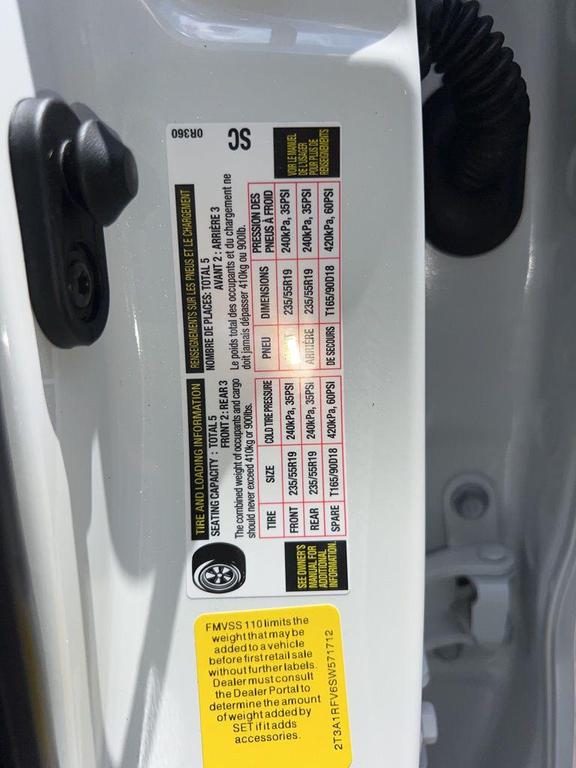 TIRE AND LOADING INFORMATION
SEATING CAPACITY : TOTAL 5
FRONT 2 : REAR 3
The combined weight of occupants and cargo
should never exceed 410kg or 900lbs.
TIRE SIZE COLD TIRE PRESSURE
FRONT 235/55R19 240kPa, 35PSI
REAR 235/55R19 240kPa, 35PSI
SPARE T165/90D18 420kPa, 60PSI
SEE OWNER'S
MANUAL FOR
ADDITIONAL
INFORMATION.
RENSEIGNEMENTS SUR LES PNEUS ET LE CHARGEMENT
NOMBRE DE PLACES: TOTAL 5
AVANT 2 : ARRIÈRE 3
Le poids total des occupants et du chargement ne
doit jamais dépasser 410kg ou 900lb.
PNEU DIMENSIONS PRESSION DES
PNEUS À FROID
235/55R19 240kPa, 35PSI
ARRIÈRE 235/55R19 240kPa, 35PSI
DE SECOURS T165/90D18 420kPa, 60PSI
VOIR LE MANUEL
DE L'USAGER
POUR PLUS DE
RENSEIGNEMENTS
SC
0R360
FMVSS 110 limits the
weight that may be
added to a vehicle
before first retail sale
without further labels.
Dealer must consult
the Dealer Portal to
determine the amount
of weight added by
SET if it adds
accessories.
2T3A1RFV6SW571712